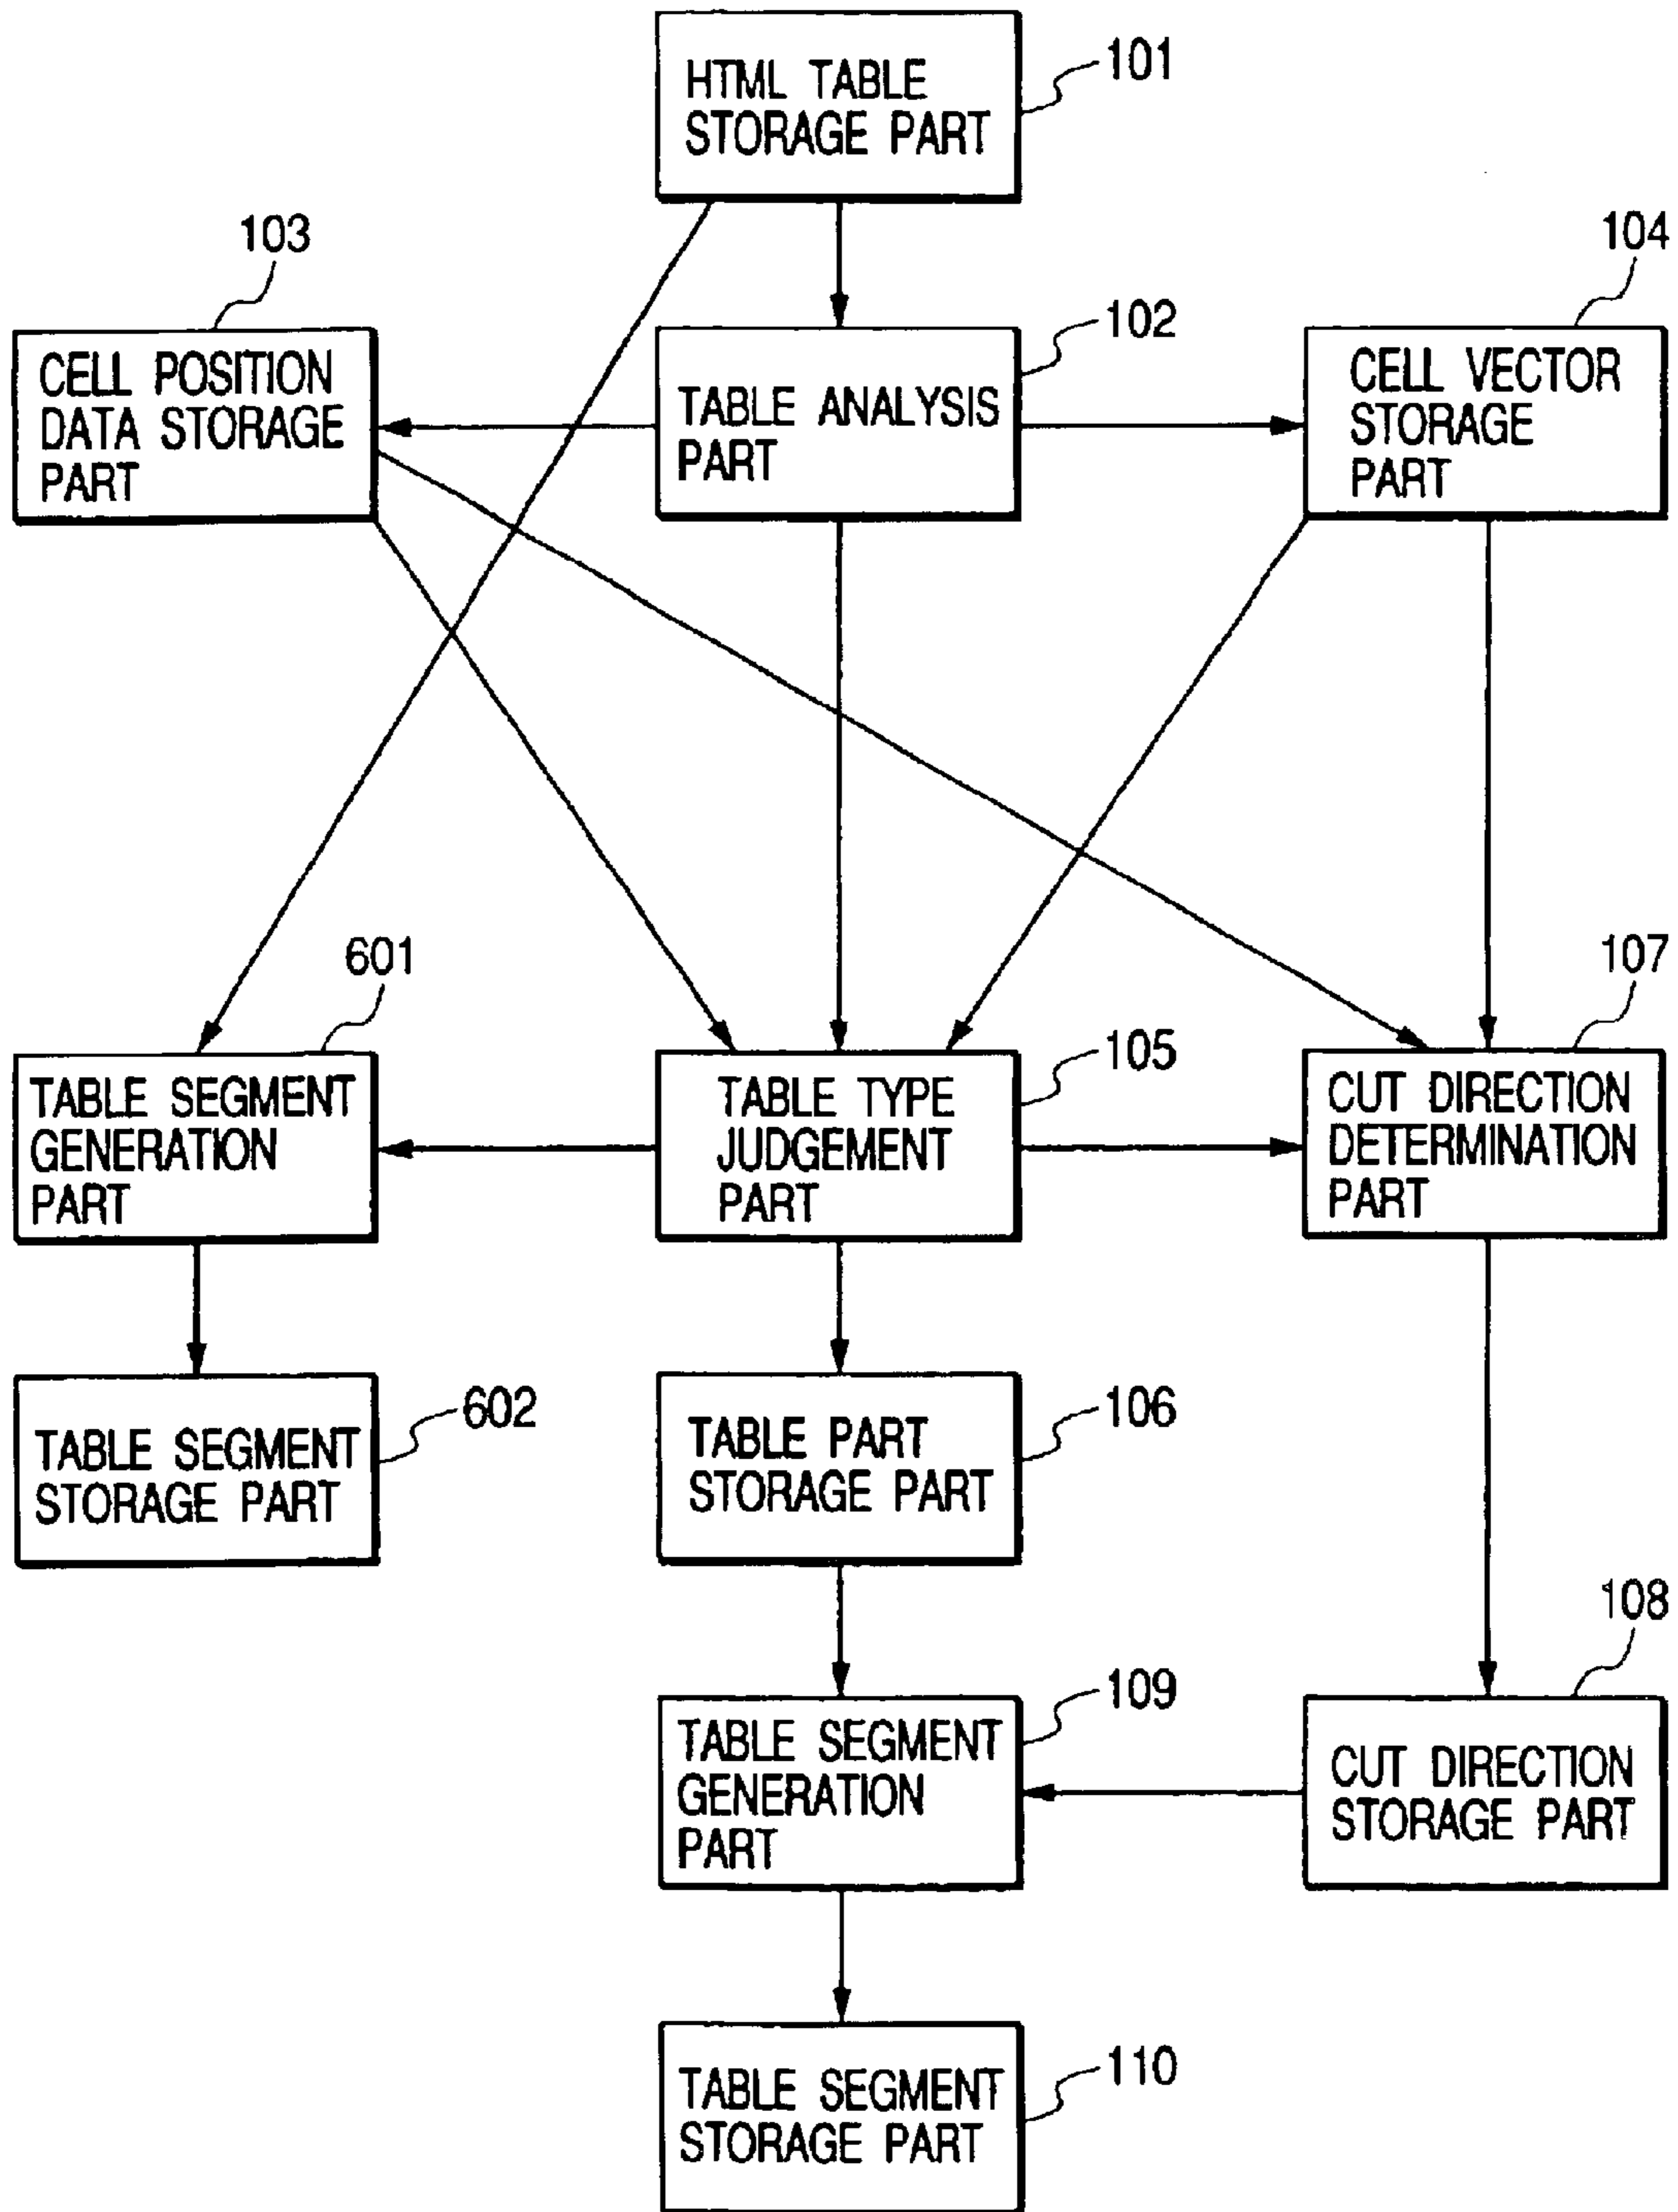 HTML TABLE
STORAGE PART
101
103
CELL POSITION
DATA STORAGE
PART
102
TABLE ANALYSIS
PART
104
CELL VECTOR
STORAGE
PART
601
TABLE SEGMENT
GENERATION
PART
105
TABLE TYPE
JUDGEMENT
PART
107
CUT DIRECTION
DETERMINATION
PART
602
TABLE SEGMENT
STORAGE PART
106
TABLE PART
STORAGE PART
109
TABLE SEGMENT
GENERATION
PART
108
CUT DIRECTION
STORAGE PART
110
TABLE SEGMENT
STORAGE PART